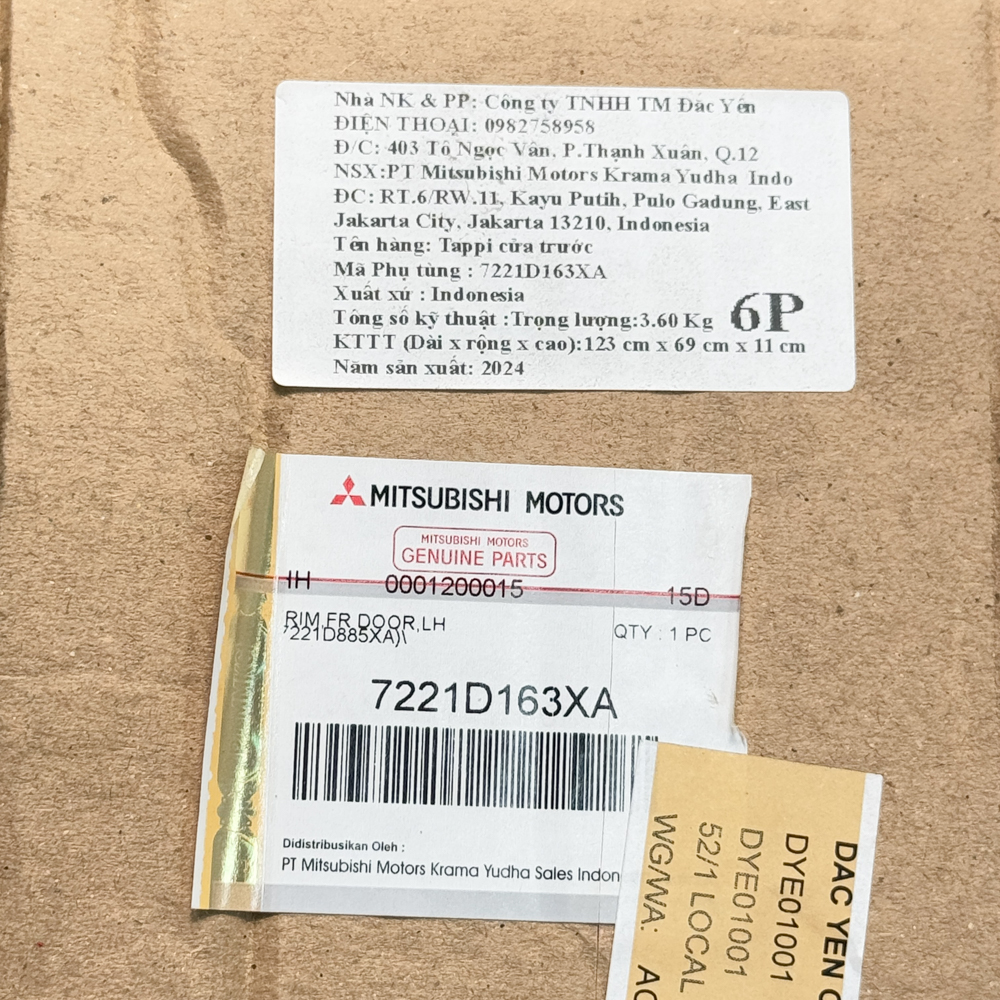 Nhà NK & PP: Công ty TNHH TM Đắc Yến
ĐIỆN THOẠI: 0982758958
Đ/C: 403 Tô Ngọc Vân, P.Thạnh Xuân, Q.12
NSX:PT Mitsubishi Motors Krama Yudha Indo
ĐC: RT.6/RW.11, Kayu Putih, Pulo Gadung, East
Jakarta City, Jakarta 13210, Indonesia
Tên hàng: Tappi cửa trước
Mã Phụ tùng : 7221D163XA
Xuất xứ : Indonesia
Tông số kỹ thuật :Trọng lượng:3.60 Kg
6P
KTTT (Dài x rộng x cao):123 cm x 69 cm x 11 cm
Năm sản xuất: 2024
MITSUBISHI MOTORS
MITSUBISHI MOTORS
GENUINE PARTS
IH 0001200015 15D
RIM,FR DOOR,LH
7221D885XA)\
QTY : 1 PC
7221D163XA
Didistribusikan Oleh :
PT Mitsubishi Motors Krama Yudha Sales Indon
DAC YEN
DYE01001
DYE01001
52/1 LOCAL
WG/WA: